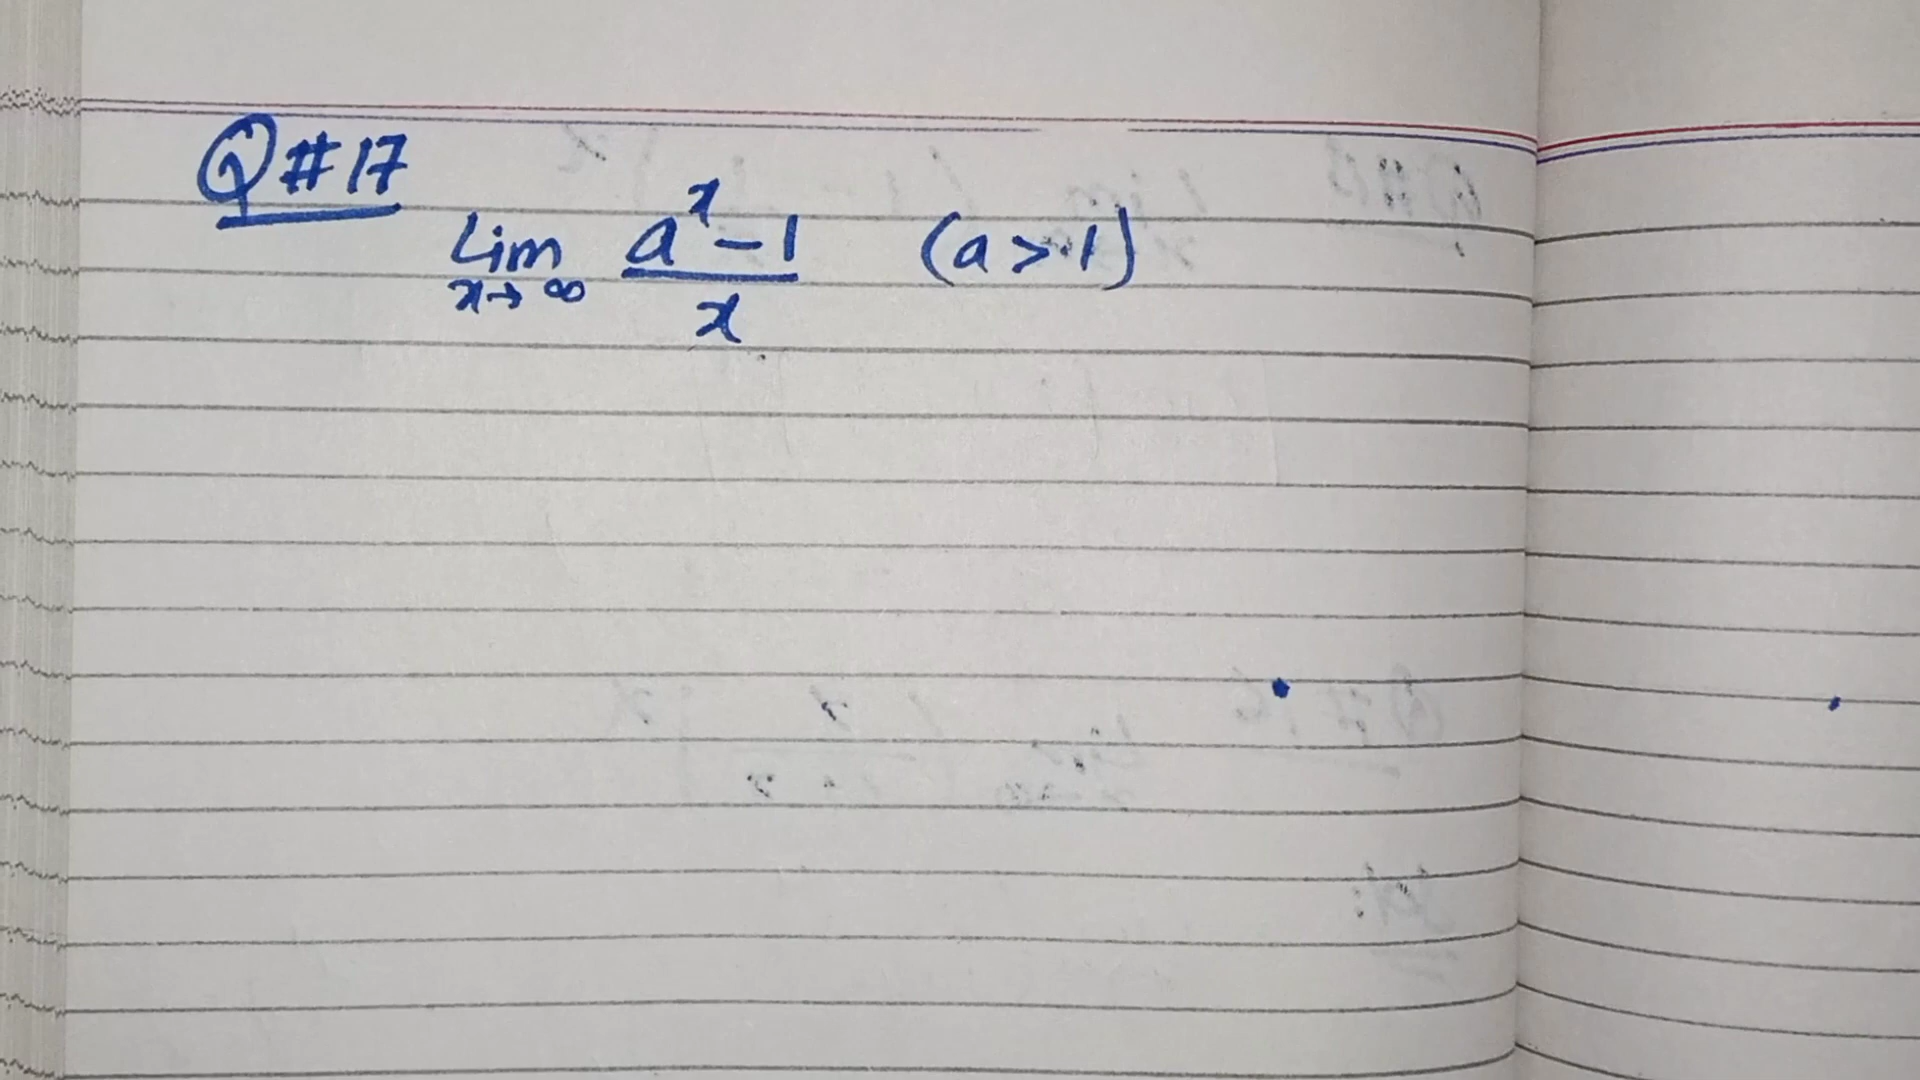 Q#17
Lim x→∞ (a^x - 1)/x (a > 1)